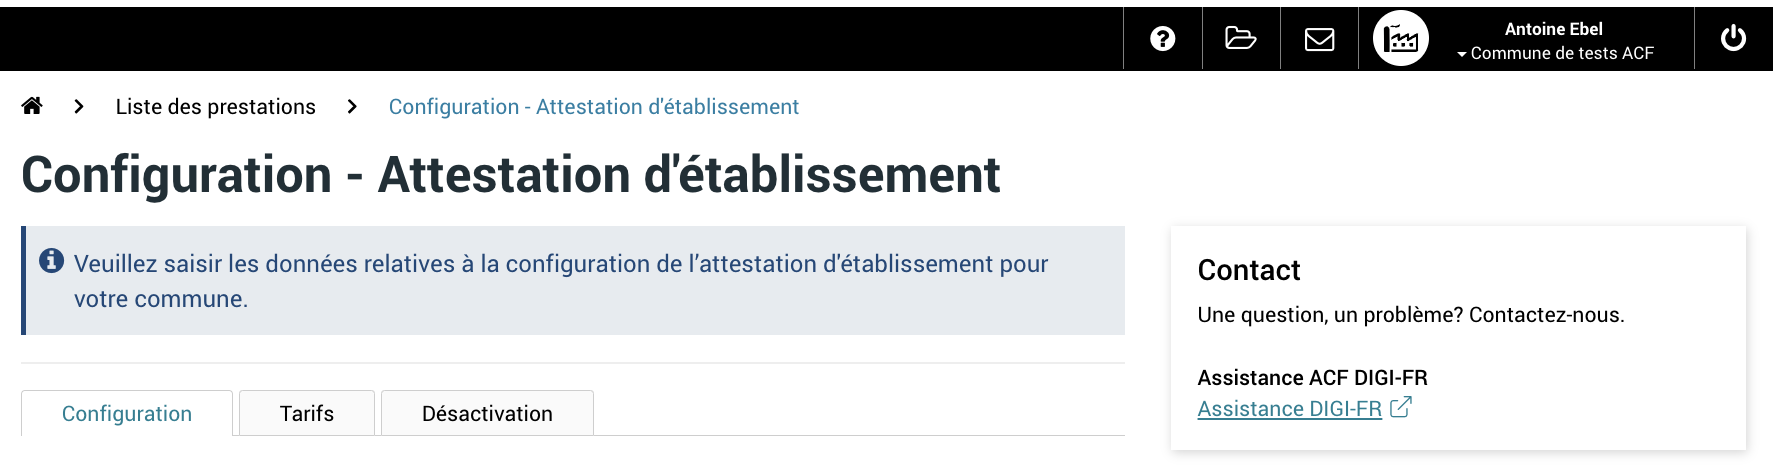 Antoine Ebel
Commune de tests ACF
Liste des prestations
Configuration - Attestation d'établissement
Configuration - Attestation d'établissement
Veuillez saisir les données relatives à la configuration de l’attestation d'établissement pour
votre commune.
Contact
Une question, un problème? Contactez-nous.
Assistance ACF DIGI-FR
Assistance DIGI-FR
Configuration
Tarifs
Désactivation